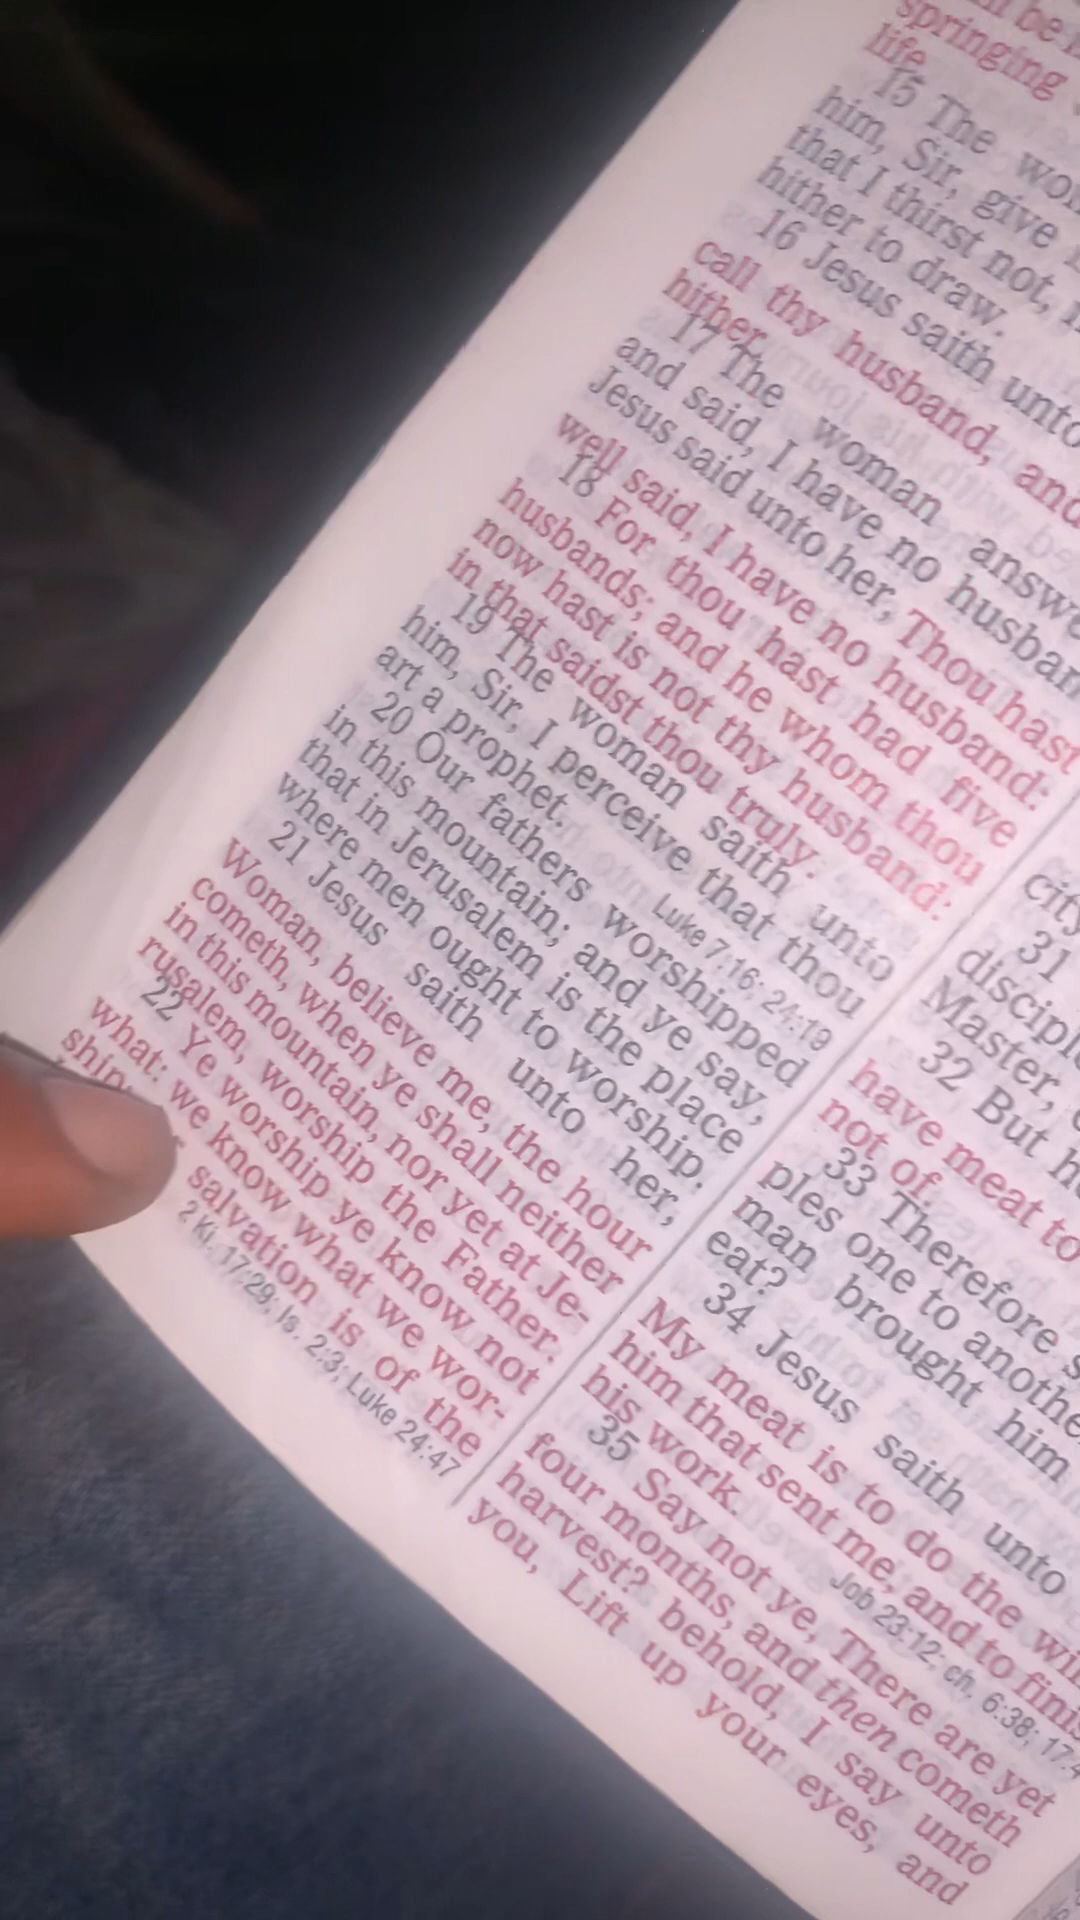 springing
life
15 The
him, Sir, give
that I thirst not,
hither to draw.
16 Jesus saith unto
call thy husband, and
hither
17 The woman answe
and said, I have no husban
Jesus said unto her, Thou hast
well said, I have no husband:
18 For thou hast had five
husbands; and he whom thou
now hast is not thy husband:
in that saidst thou truly.
19 The woman saith unto
him, Sir, I perceive that thou
art a prophet. Luke 7:16; 24:19
20 Our fathers worshipped
in this mountain; and ye say,
that in Jerusalem is the place
where men ought to worship.
21 Jesus saith unto her,
Woman, believe me, the hour
cometh, when ye shall neither
in this mountain, nor yet at Je-
rusalem, worship the Father.
22 Ye worship ye know not
what: we know what we wor-
ship salvation is of the
2 Ki. 17:29; Is. 2:3; Luke 24:47
city
31
discipl
Master,
32 But
have meat to
not of.
33 Therefore
ples one to anothe
man brought him
eat?
34 Jesus saith unto
My meat is to do the wil
him that sent me, and to finis
his work. Job 23:12; ch. 6:38; 17:4
35 Say not ye, There are yet
four months, and then cometh
harvest? behold, I say unto
you, Lift up your eyes, and